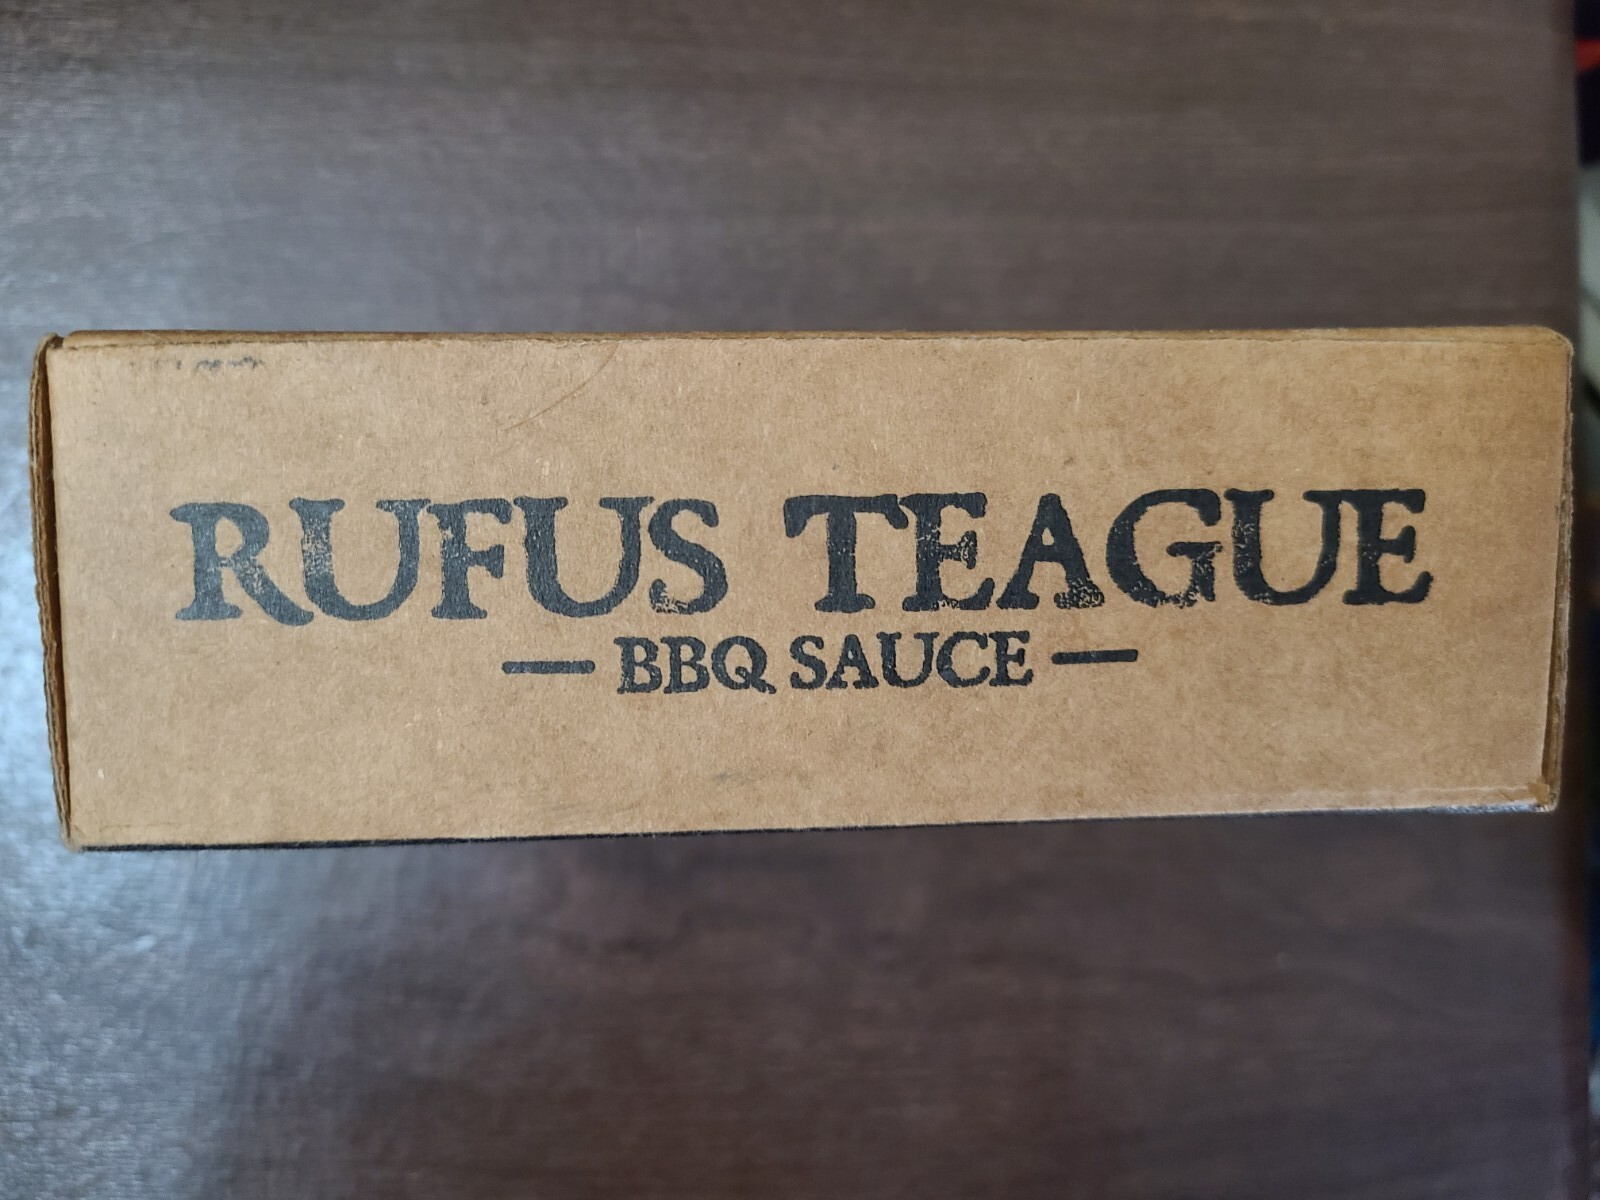 RUFUS TEAGUE
— BBQ SAUCE —